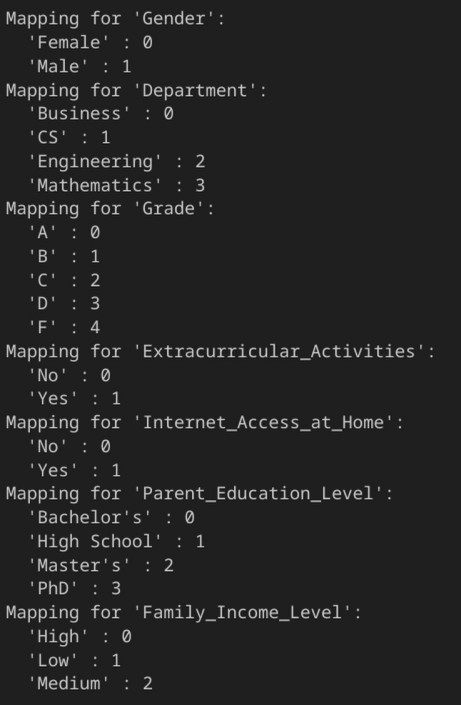 Mapping for 'Gender':
'Female' : 0
'Male' : 1
Mapping for 'Department':
'Business' : 0
'CS' : 1
'Engineering' : 2
'Mathematics' : 3
Mapping for 'Grade':
'A' : 0
'B' : 1
'C' : 2
'D' : 3
'F' : 4
Mapping for 'Extracurricular_Activities':
'No' : 0
'Yes' : 1
Mapping for 'Internet_Access_at_Home':
'No' : 0
'Yes' : 1
Mapping for 'Parent_Education_Level':
'Bachelor's' : 0
'High School' : 1
'Master's' : 2
'PhD' : 3
Mapping for 'Family_Income_Level':
'High' : 0
'Low' : 1
'Medium' : 2